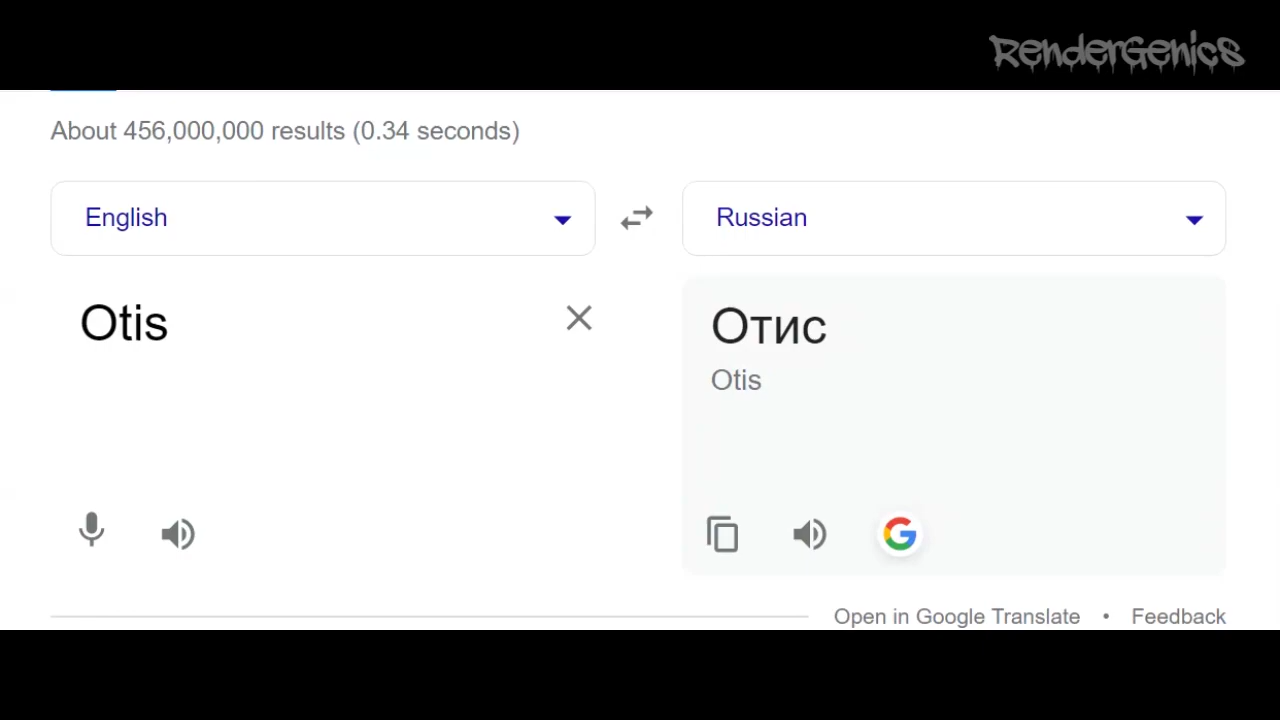 RenderGenics
About 456,000,000 results (0.34 seconds)
English
Russian
Otis
Отис
Otis
Open in Google Translate • Feedback